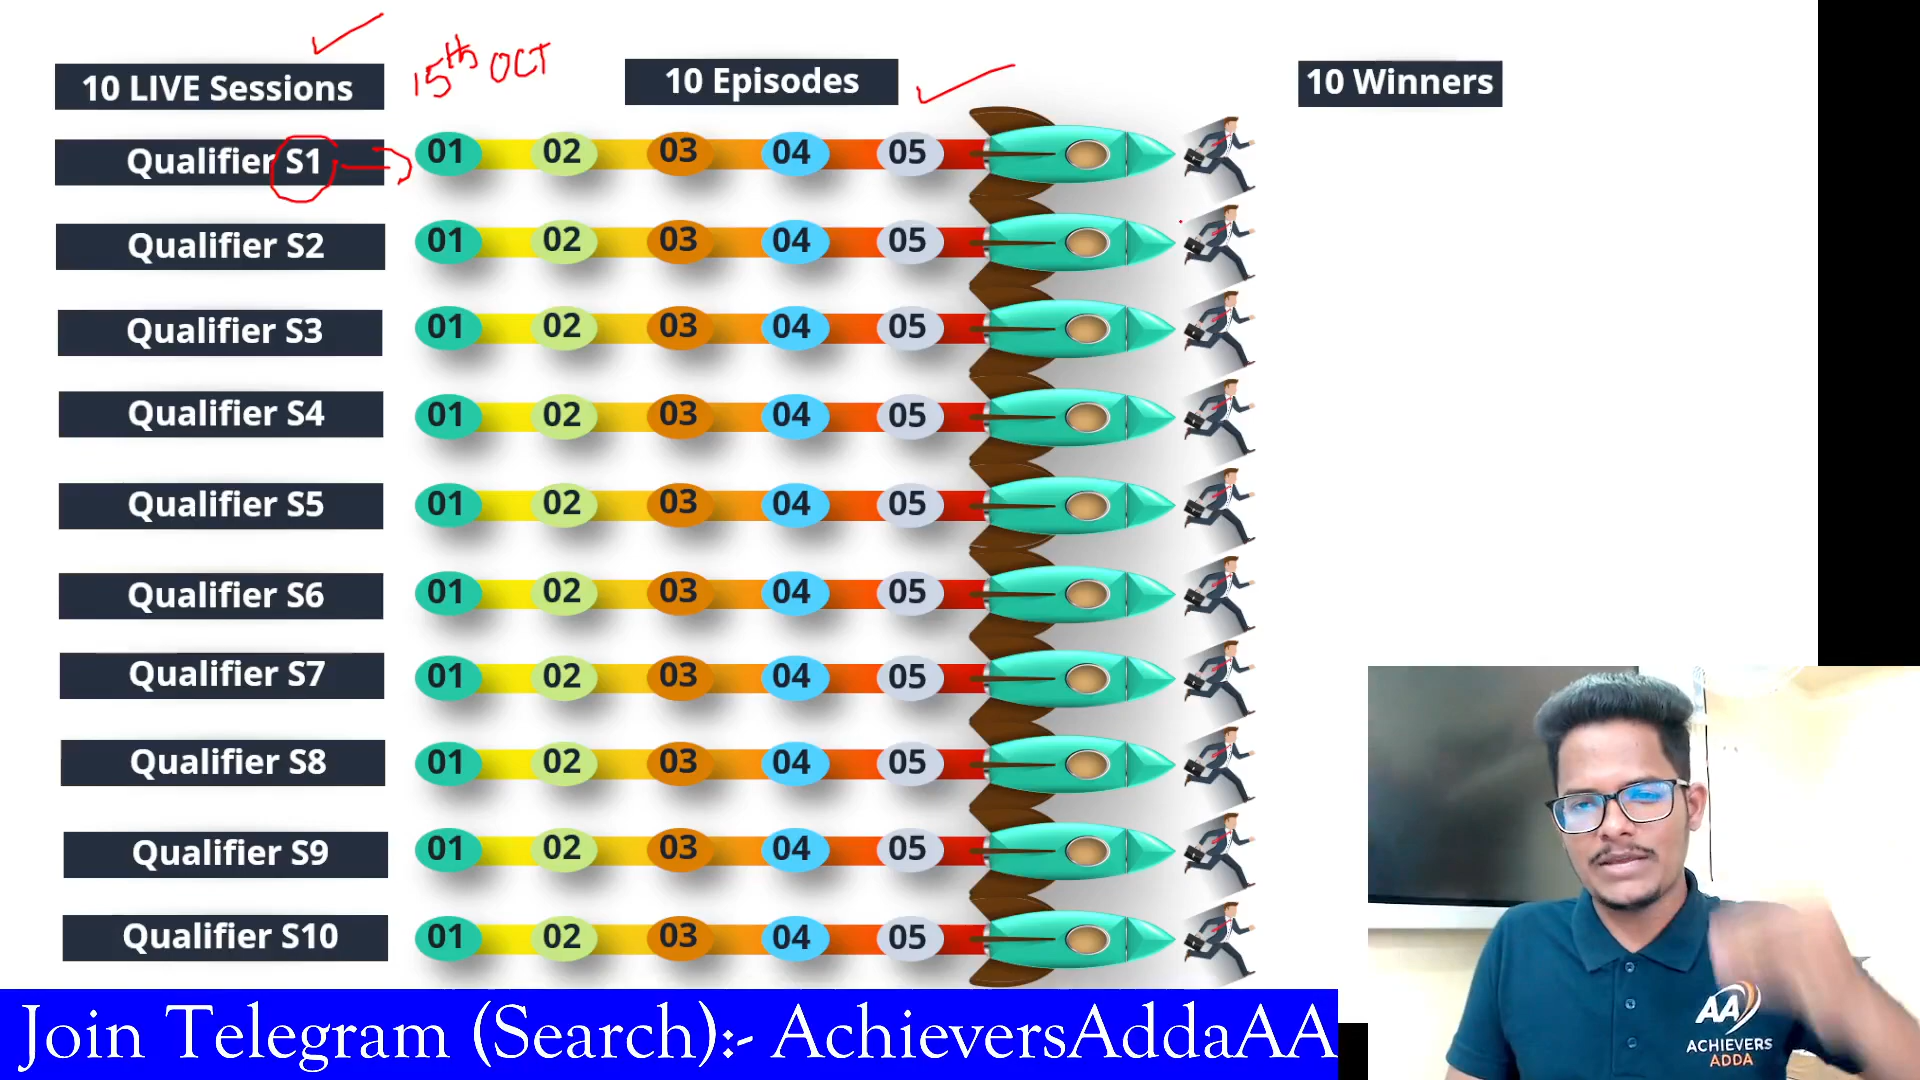 10 LIVE Sessions
15th OCT
10 Episodes
10 Winners
Qualifier S1 01 02 03 04 05
Qualifier S2 01 02 03 04 05
Qualifier S3 01 02 03 04 05
Qualifier S4 01 02 03 04 05
Qualifier S5 01 02 03 04 05
Qualifier S6 01 02 03 04 05
Qualifier S7 01 02 03 04 05
Qualifier S8 01 02 03 04 05
Qualifier S9 01 02 03 04 05
Qualifier S10 01 02 03 04 05
AA
ACHIEVERS
ADDA
Join Telegram (Search):- AchieversAddaAA